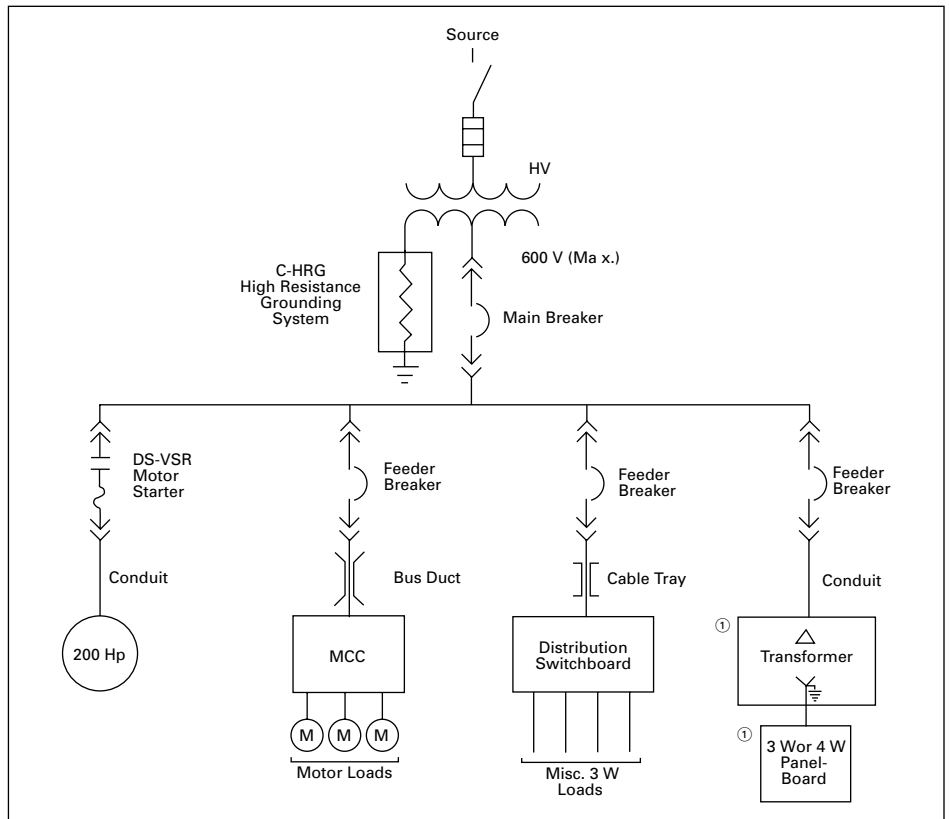 Source
HV
600 V (Ma x.)
C-HRG
High Resistance
Grounding
System
Main Breaker
DS-VSR
Motor
Starter
Feeder
Breaker
Feeder
Breaker
Feeder
Breaker
Conduit
Bus Duct
Cable Tray
Conduit
200 Hp
MCC
Distribution
Switchboard
①
Transformer
M M M
Motor Loads
Misc. 3 W
Loads
①
3 Wor 4 W
Panel-
Board